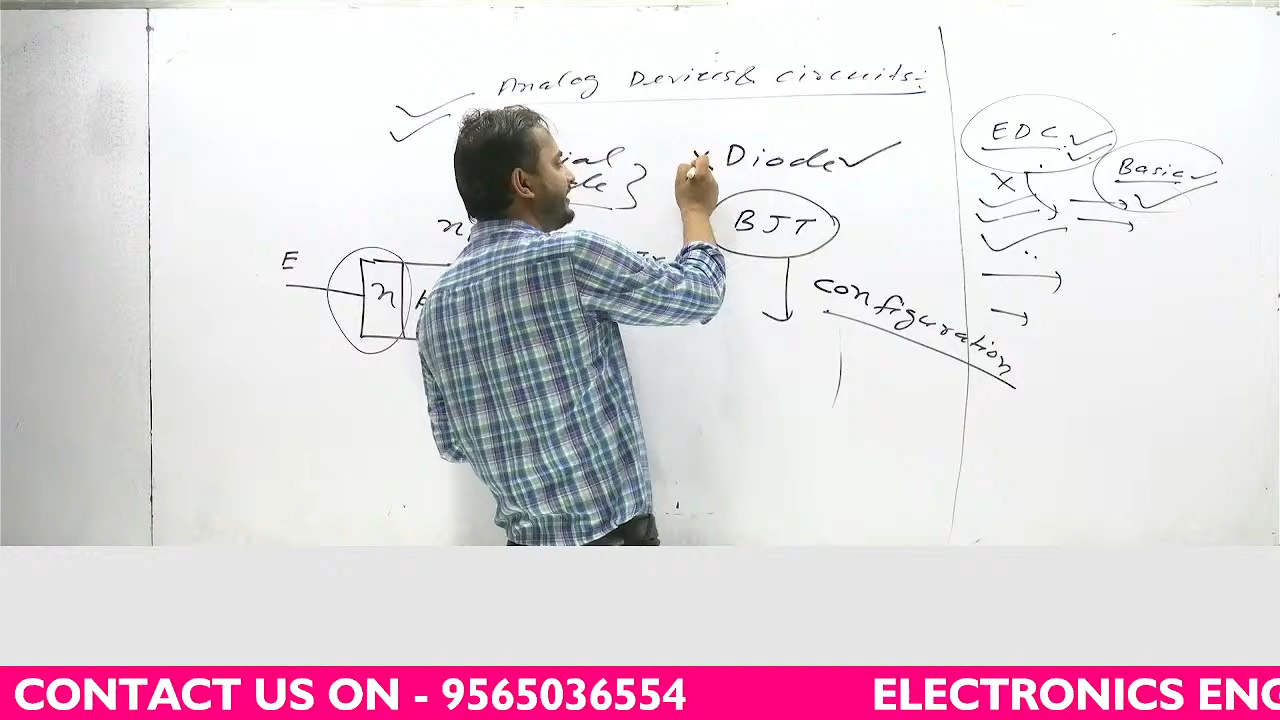 Analog Devices & circuits:
EDC
Basic
Diode
BJT
n
E
n
configuration
CONTACT US ON - 9565036554
ELECTRONICS ENG